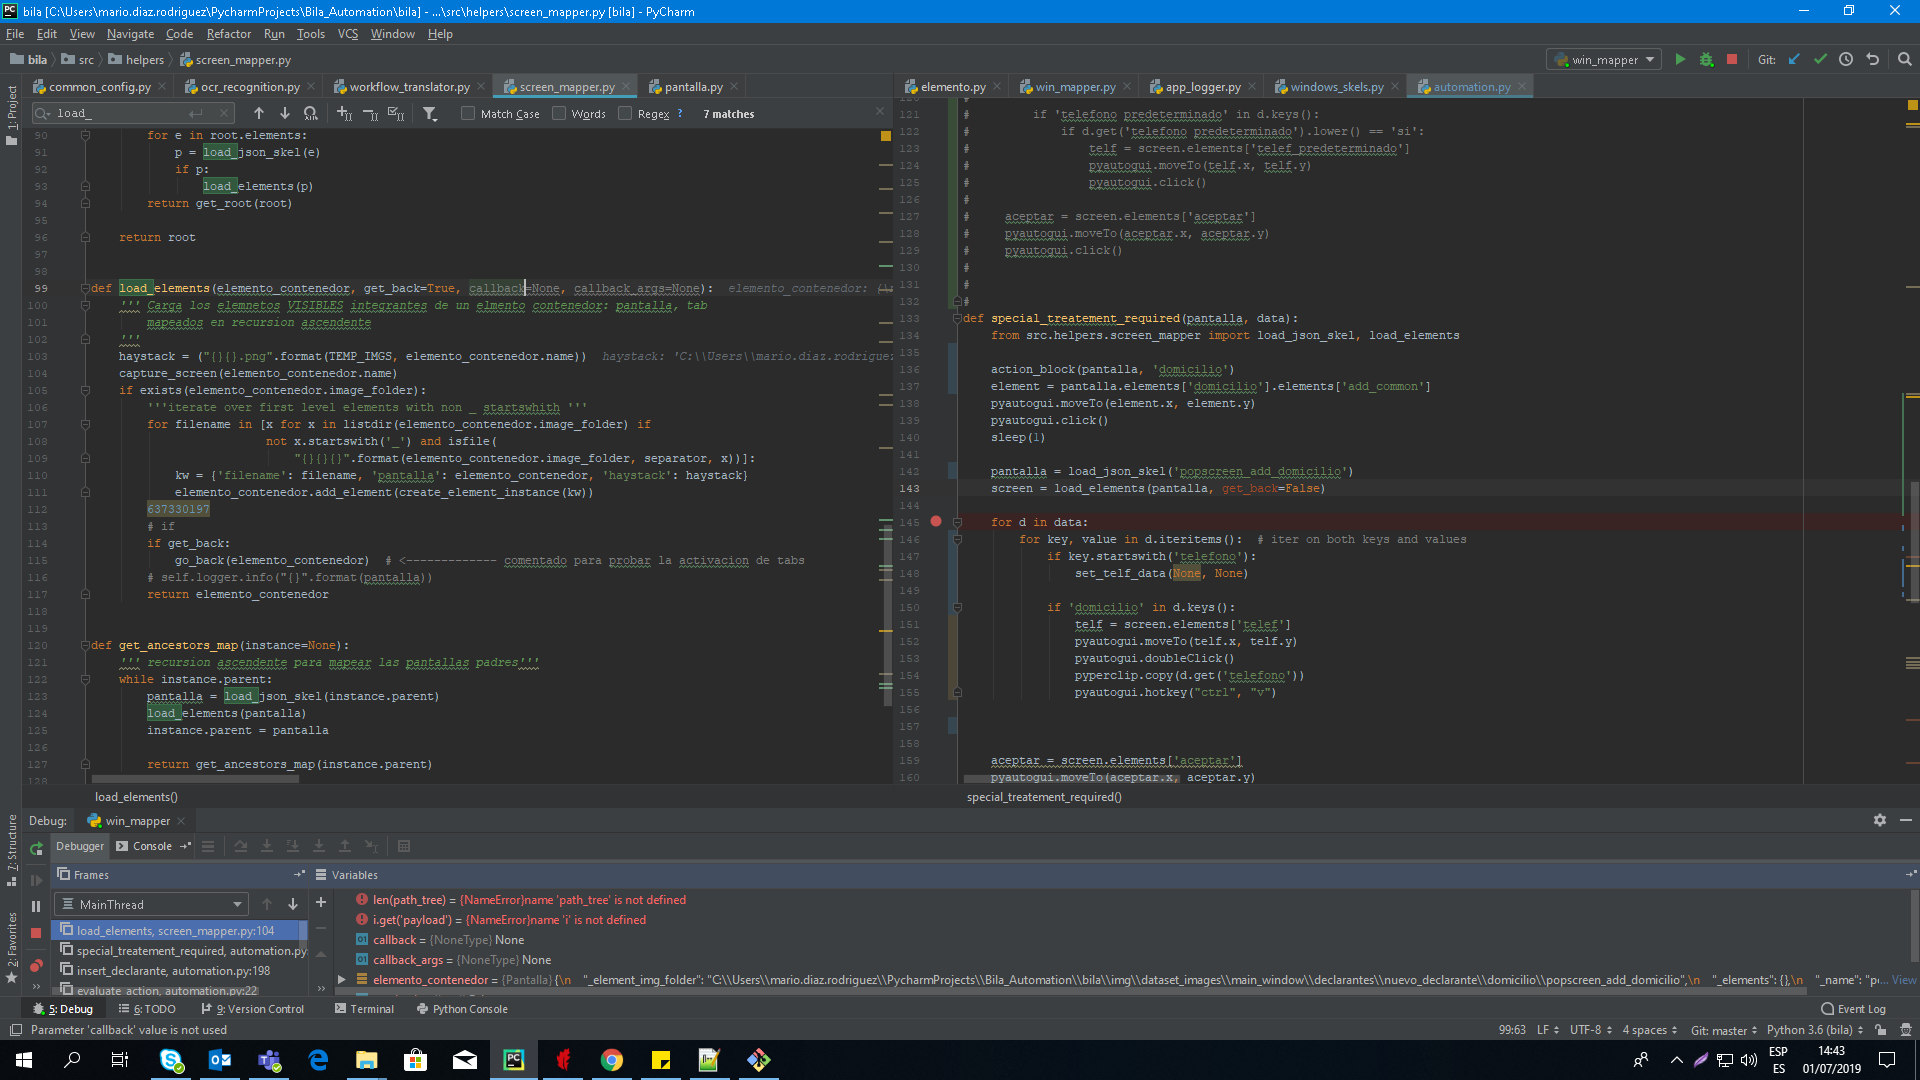 bila [C:\Users\mario.diaz.rodriguez\PycharmProjects\Bila_Automation\bila] - ...\src\helpers\screen_mapper.py [bila] - PyCharm
File Edit View Navigate Code Refactor Run Tools VCS Window Help
bila src helpers screen_mapper.py
win_mapper Git:
1: Project
common_config.py ocr_recognition.py workflow_translator.py screen_mapper.py pantalla.py
load_ Match Case Words Regex ? 7 matches
90 for e in root.elements:
91 p = load_json_skel(e)
92 if p:
93 load_elements(p)
94 return get_root(root)
95
96 return root
97
98
99 def load_elements(elemento_contenedor, get_back=True, callback=None, callback_args=None): elemento_contenedor:
100 ''' Carga los elemnetos VISIBLES integrantes de un elmento contenedor: pantalla, tab
101 mapeados en recursion ascendente
102 '''
103 haystack = ("{}{}.png".format(TEMP_IMGS, elemento_contenedor.name)) haystack: 'C:\\Users\\mario.diaz.rodriguez
104 capture_screen(elemento_contenedor.name)
105 if exists(elemento_contenedor.image_folder):
106 '''iterate over first level elements with non _ startswhith '''
107 for filename in [x for x in listdir(elemento_contenedor.image_folder) if
108 not x.startswith('_') and isfile(
109 "{}{}{}".format(elemento_contenedor.image_folder, separator, x))]:
110 kw = {'filename': filename, 'pantalla': elemento_contenedor, 'haystack': haystack}
111 elemento_contenedor.add_element(create_element_instance(kw))
112 637330197
113 # if
114 if get_back:
115 go_back(elemento_contenedor) # <------------- comentado para probar la activacion de tabs
116 # self.logger.info("{}".format(pantalla))
117 return elemento_contenedor
118
119
120 def get_ancestors_map(instance=None):
121 ''' recursion ascendente para mapear las pantallas padres'''
122 while instance.parent:
123 pantalla = load_json_skel(instance.parent)
124 load_elements(pantalla)
125 instance.parent = pantalla
126
127 return get_ancestors_map(instance.parent)
128
load_elements()
elemento.py win_mapper.py app_logger.py windows_skels.py automation.py
120 #
121 # if 'telefono predeterminado' in d.keys():
122 # if d.get('telefono predeterminado').lower() == 'si':
123 # telf = screen.elements['telef_predeterminado']
124 # pyautogui.moveTo(telf.x, telf.y)
125 # pyautogui.click()
126 #
127 # aceptar = screen.elements['aceptar']
128 # pyautogui.moveTo(aceptar.x, aceptar.y)
129 # pyautogui.click()
130 #
131 #
132 #
133 def special_treatement_required(pantalla, data):
134 from src.helpers.screen_mapper import load_json_skel, load_elements
135
136 action_block(pantalla, 'domicilio')
137 element = pantalla.elements['domicilio'].elements['add_common']
138 pyautogui.moveTo(element.x, element.y)
139 pyautogui.click()
140 sleep(1)
141
142 pantalla = load_json_skel('popscreen_add_domicilio')
143 screen = load_elements(pantalla, get_back=False)
144
145 for d in data:
146 for key, value in d.iteritems(): # iter on both keys and values
147 if key.startswith('telefono'):
148 set_telf_data(None, None)
149
150 if 'domicilio' in d.keys():
151 telf = screen.elements['telef']
152 pyautogui.moveTo(telf.x, telf.y)
153 pyautogui.doubleClick()
154 pyperclip.copy(d.get('telefono'))
155 pyautogui.hotkey("ctrl", "v")
156
157
158
159 aceptar = screen.elements['aceptar']
160 pyautogui.moveTo(aceptar.x, aceptar.y)
special_treatement_required()
Z: Structure
2: Favorites
Debug: win_mapper
Debugger Console
Frames
Variables
MainThread
load_elements, screen_mapper.py:104
special_treatement_required, automation.py
insert_declarante, automation.py:198
evaluate_action, automation.py:22
len(path_tree) = {NameError}name 'path_tree' is not defined
i.get('payload') = {NameError}name 'i' is not defined
callback = {NoneType} None
callback_args = {NoneType} None
elemento_contenedor = {Pantalla} {\n "_element_img_folder": "C:\\Users\\mario.diaz.rodriguez\\PycharmProjects\\Bila_Automation\\bila\\img\\dataset_images\\main_window\\declarantes\\nuevo_declarante\\domicilio\\popscreen_add_domicilio",\n "_elements": {},\n "_name": "p... View
5: Debug 6: TODO 9: Version Control Terminal Python Console Event Log
Parameter 'callback' value is not used 99:63 LF UTF-8 4 spaces Git: master Python 3.6 (bila)
ESP
ES
14:43
01/07/2019